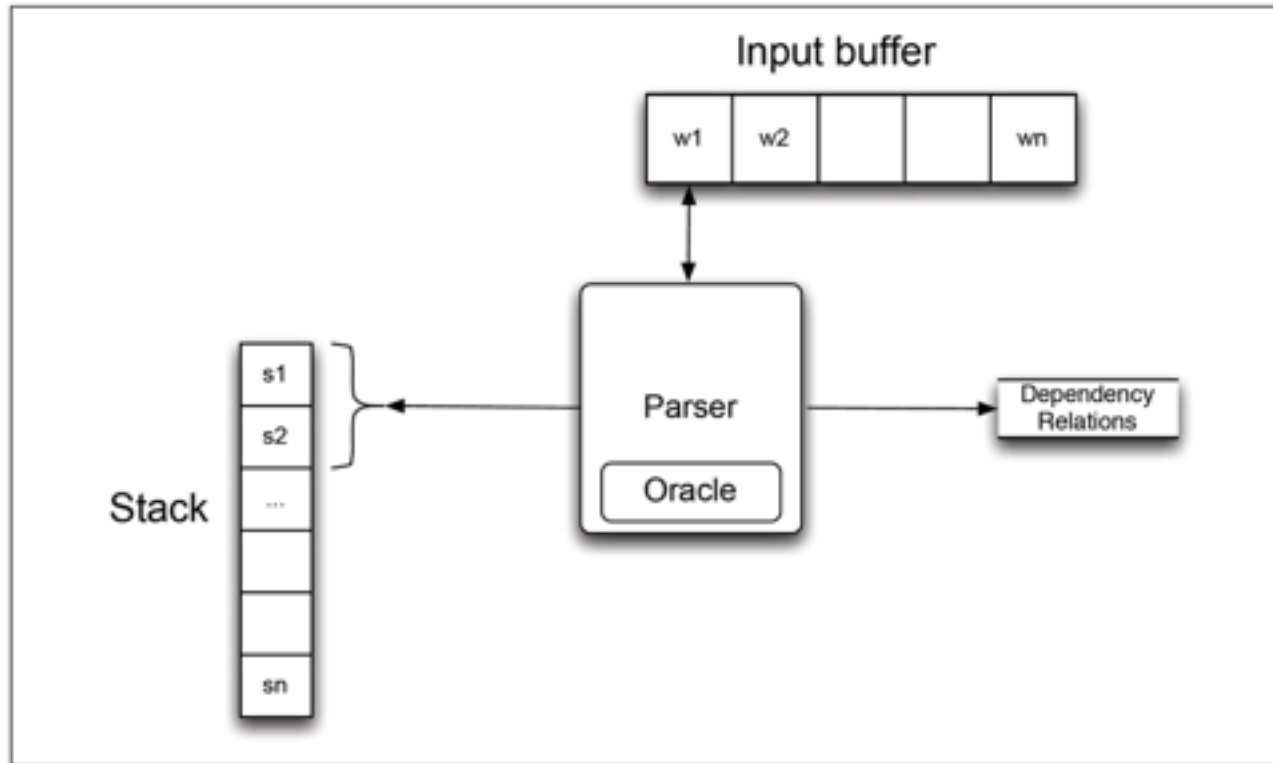 Input buffer
w1 w2 wn
s1
s2
...
sn
Stack
Parser
Oracle
Dependency
Relations